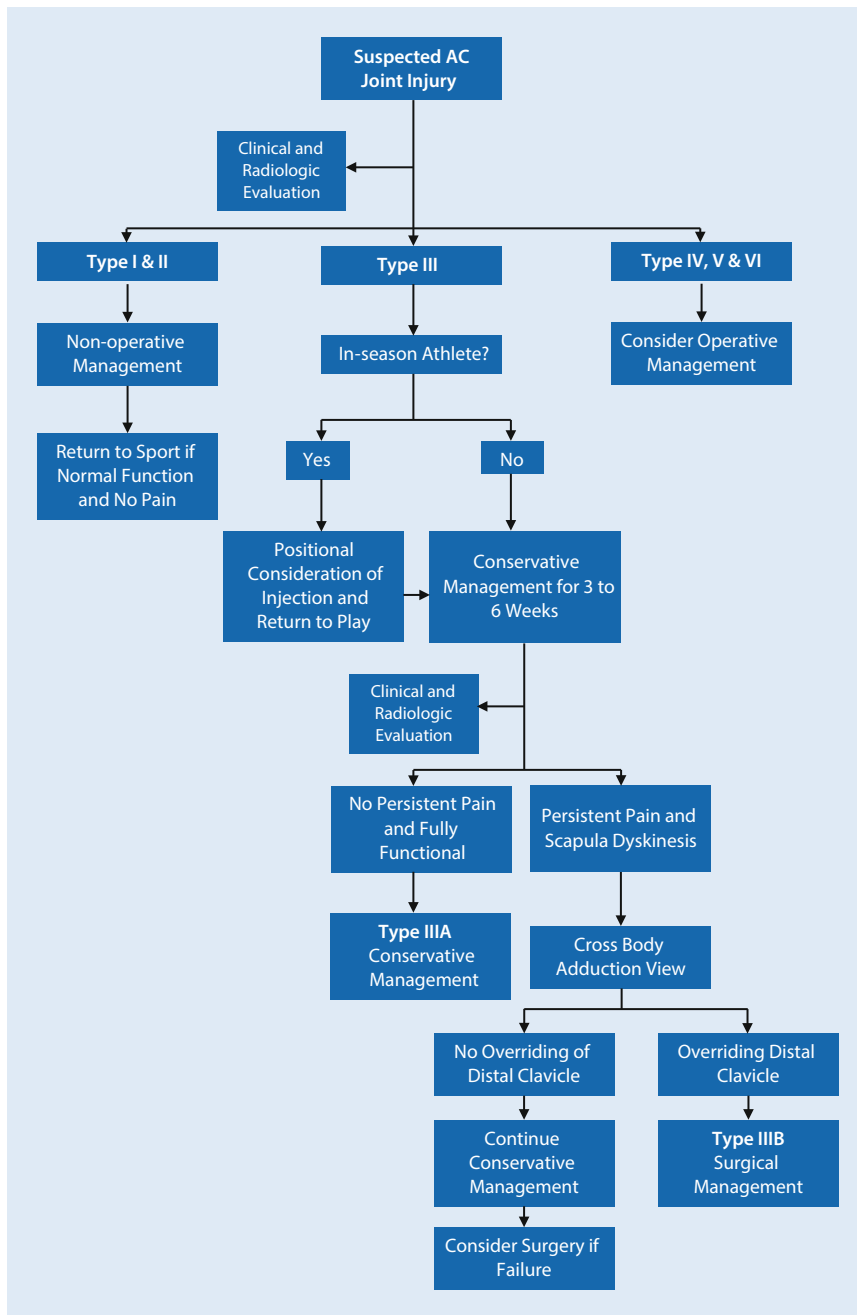 Suspected AC
Joint Injury
Clinical and
Radiologic
Evaluation
Type I & II
Type III
Type IV, V & VI
Non-operative
Management
In-season Athlete?
Consider Operative
Management
Return to Sport if
Normal Function
and No Pain
Yes
No
Positional
Consideration of
Injection and
Return to Play
Conservative
Management for 3 to
6 Weeks
Clinical and
Radiologic
Evaluation
No Persistent Pain
and Fully
Functional
Persistent Pain and
Scapula Dyskinesis
Type IIIA
Conservative
Management
Cross Body
Adduction View
No Overriding of
Distal Clavicle
Overriding Distal
Clavicle
Continue
Conservative
Management
Type IIIB
Surgical
Management
Consider Surgery if
Failure